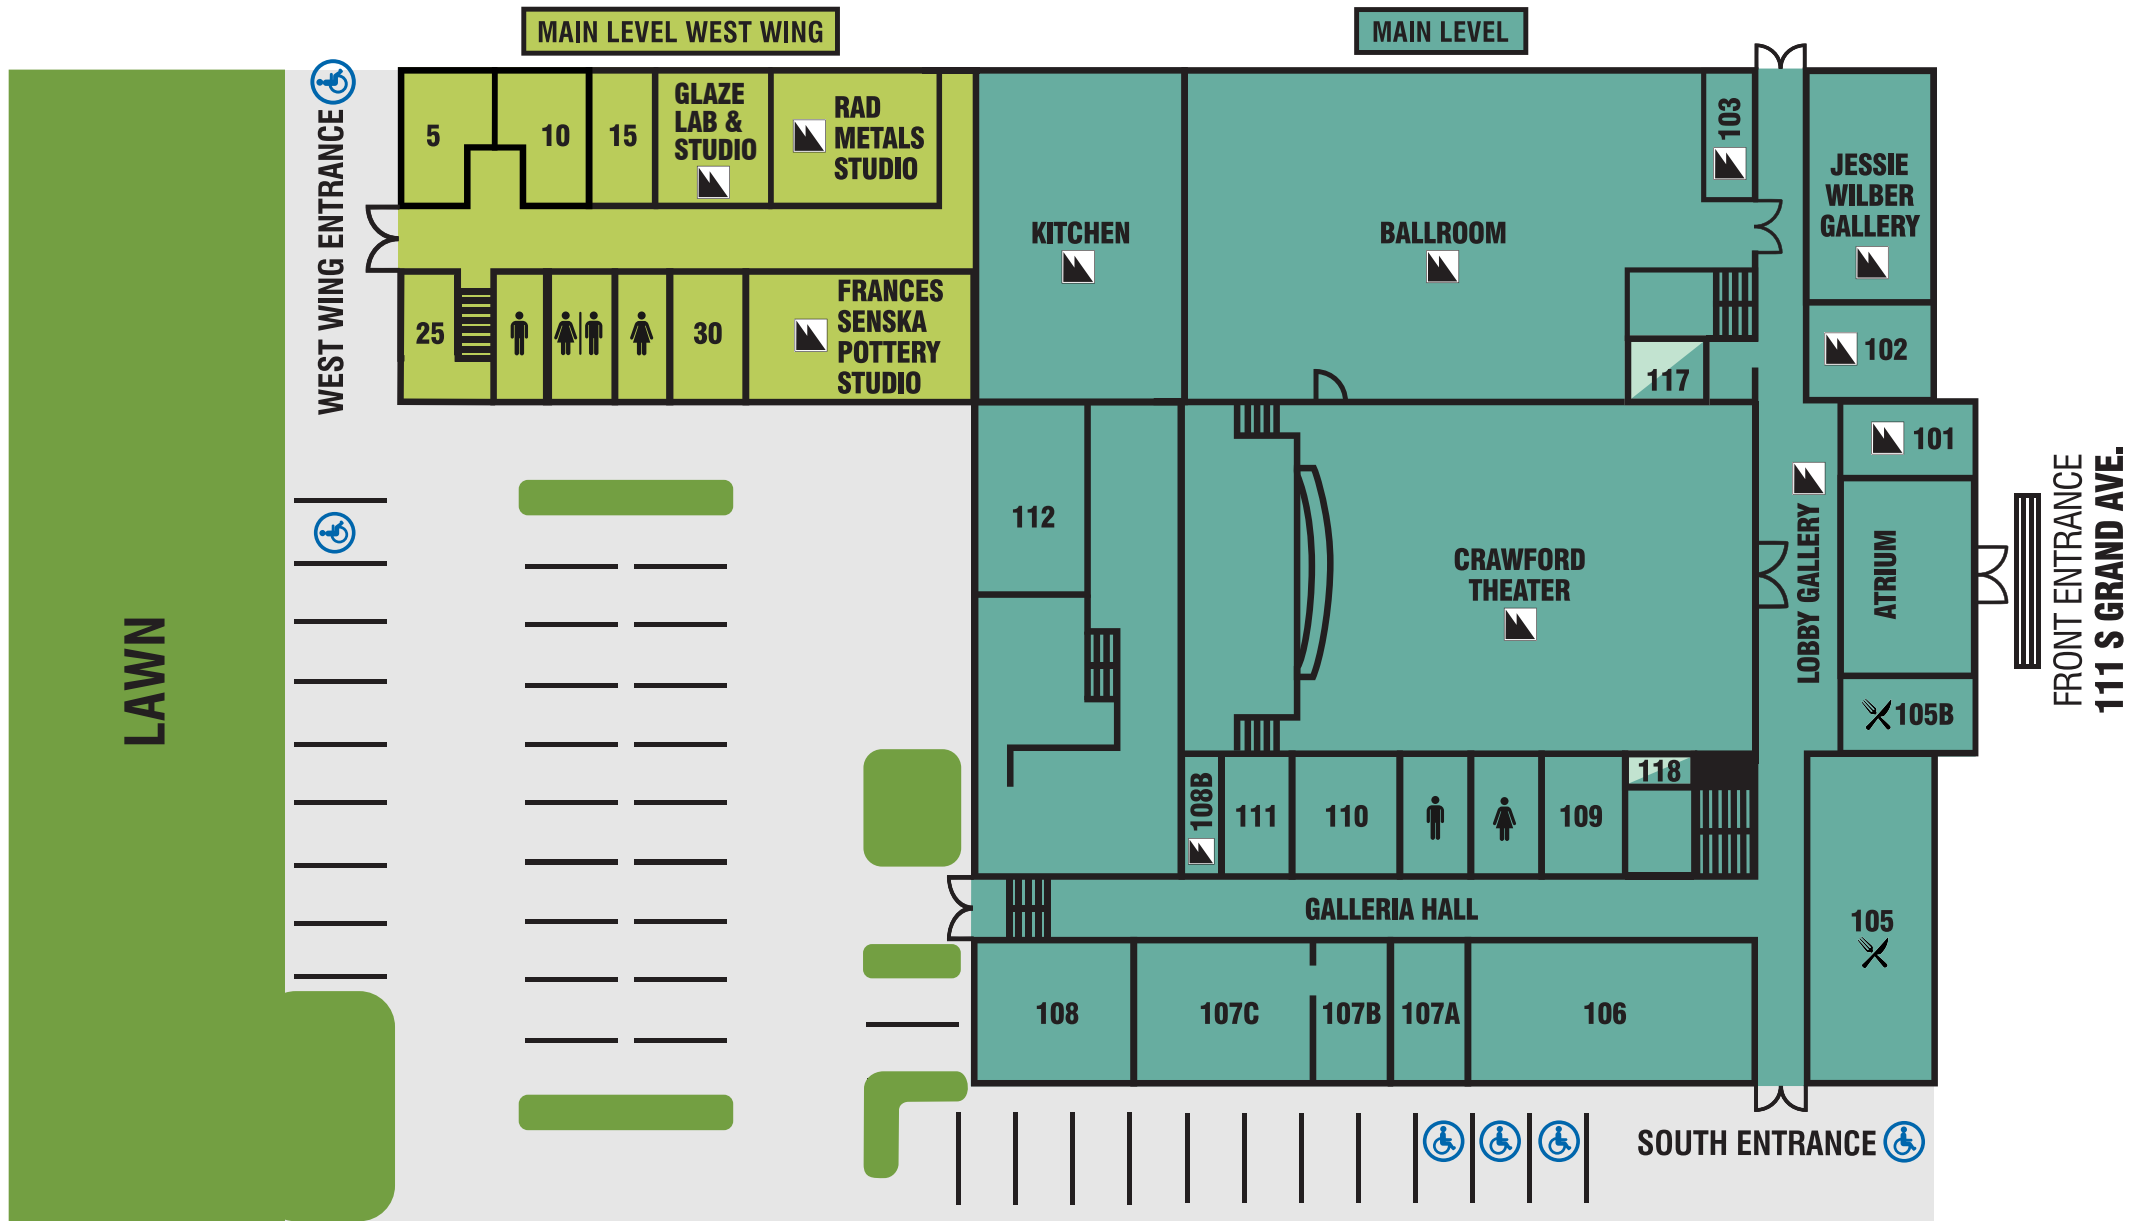 MAIN LEVEL WEST WING
MAIN LEVEL
WEST WING ENTRANCE
5
10
15
GLAZE
LAB &
STUDIO
RAD
METALS
STUDIO
25
30
FRANCES
SENSKA
POTTERY
STUDIO
KITCHEN
BALLROOM
103
JESSIE
WILBER
GALLERY
102
117
101
112
CRAWFORD
THEATER
LOBBY GALLERY
ATRIUM
FRONT ENTRANCE
111 S GRAND AVE.
LAWN
105B
108B
111
110
109
118
GALLERIA HALL
105
108
107C
107B
107A
106
SOUTH ENTRANCE